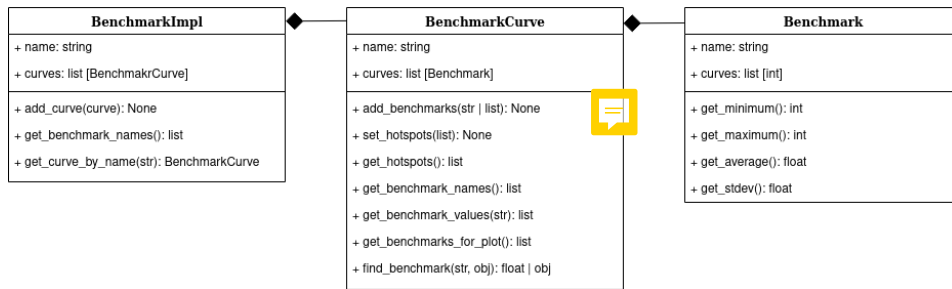 BenchmarkImpl
+ name: string
+ curves: list [BenchmakrCurve]
+ add_curve(curve): None
+ get_benchmark_names(): list
+ get_curve_by_name(str): BenchmarkCurve
BenchmarkCurve
+ name: string
+ curves: list [Benchmark]
+ add_benchmarks(str | list): None
+ set_hotspots(list): None
+ get_hotspots(): list
+ get_benchmark_names(): list
+ get_benchmark_values(str): list
+ get_benchmarks_for_plot(): list
+ find_benchmark(str, obj): float | obj
Benchmark
+ name: string
+ curves: list [int]
+ get_minimum(): int
+ get_maximum(): int
+ get_average(): float
+ get_stdev(): float